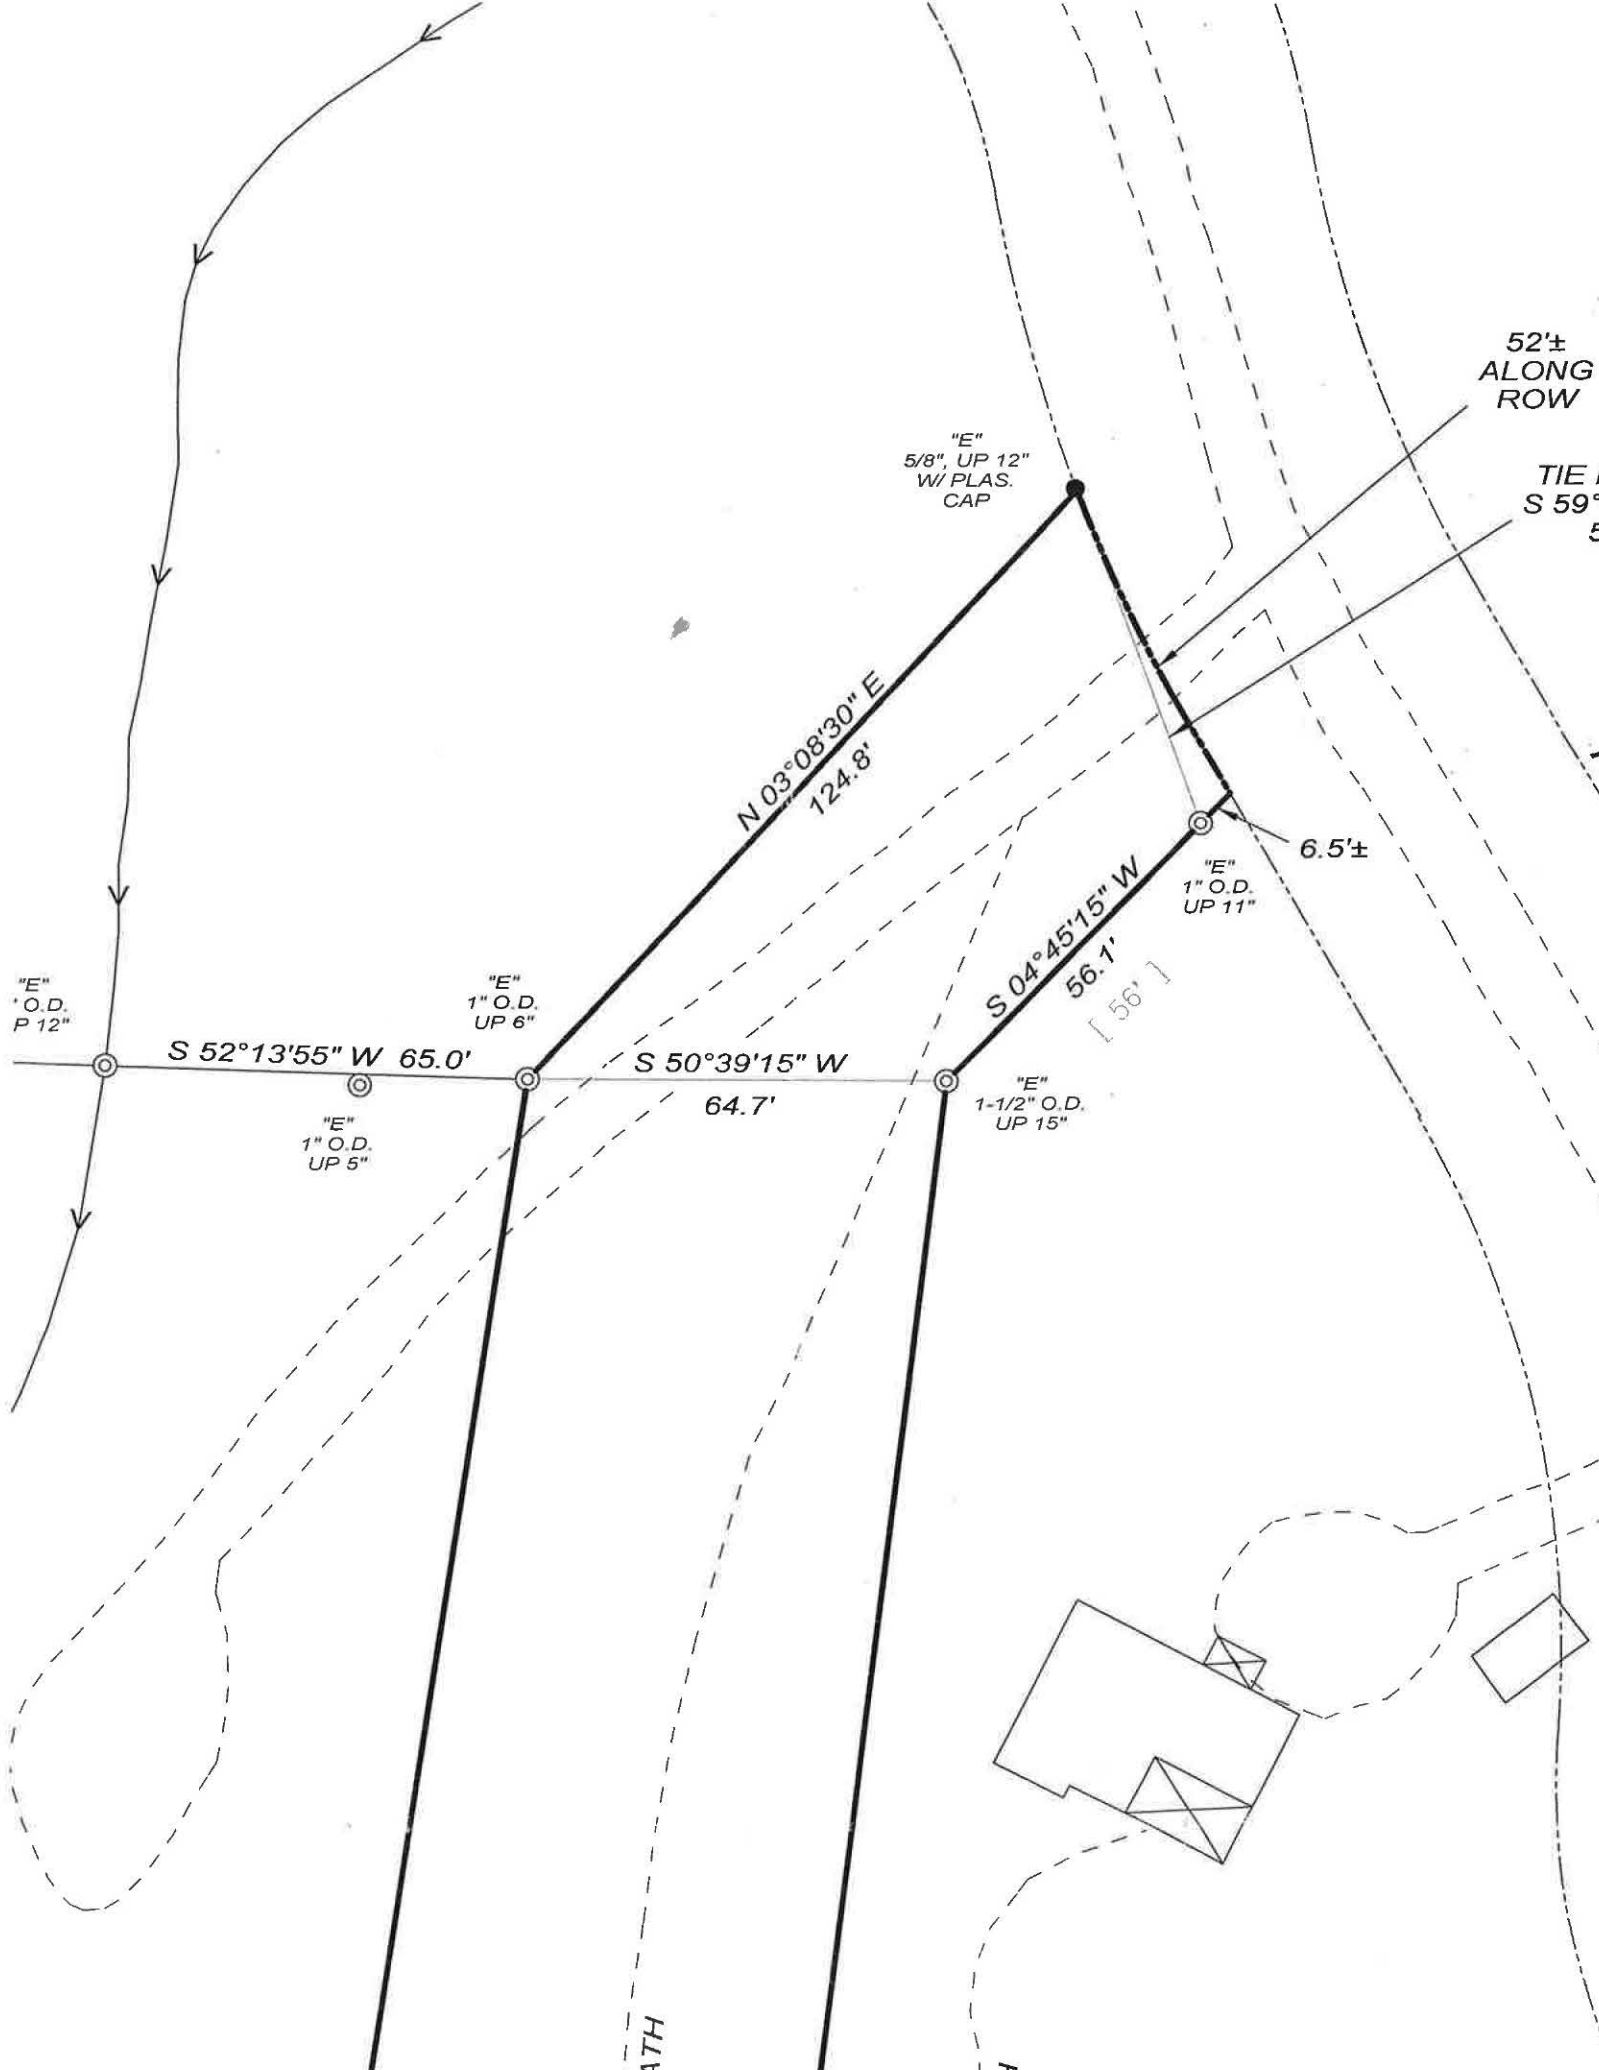 52'±
ALONG
ROW
TIE
S 59°
5
"E"
5/8", UP 12"
W/ PLAS.
CAP
N 03°08'30" E
124.8'
6.5'±
"E"
1" O.D.
UP 11"
S 04°45'15" W
56.1'
[ 56' ]
"E"
' O.D.
P 12"
"E"
1" O.D.
UP 6"
S 52°13'55" W 65.0'
S 50°39'15" W
64.7'
"E"
1-1/2" O.D.
UP 15"
"E"
1" O.D.
UP 5"
ATH
H